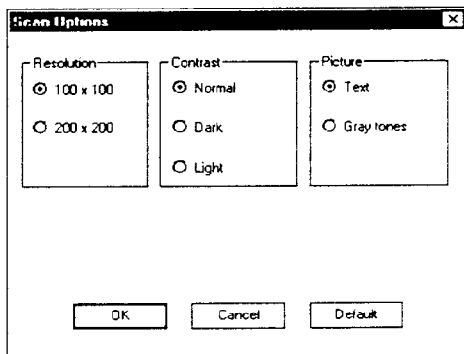 Scan Options
Resolution
100 x 100
200 x 200
Contrast
Normal
Dark
Light
Picture
Text
Gray tones
OK
Cancel
Default